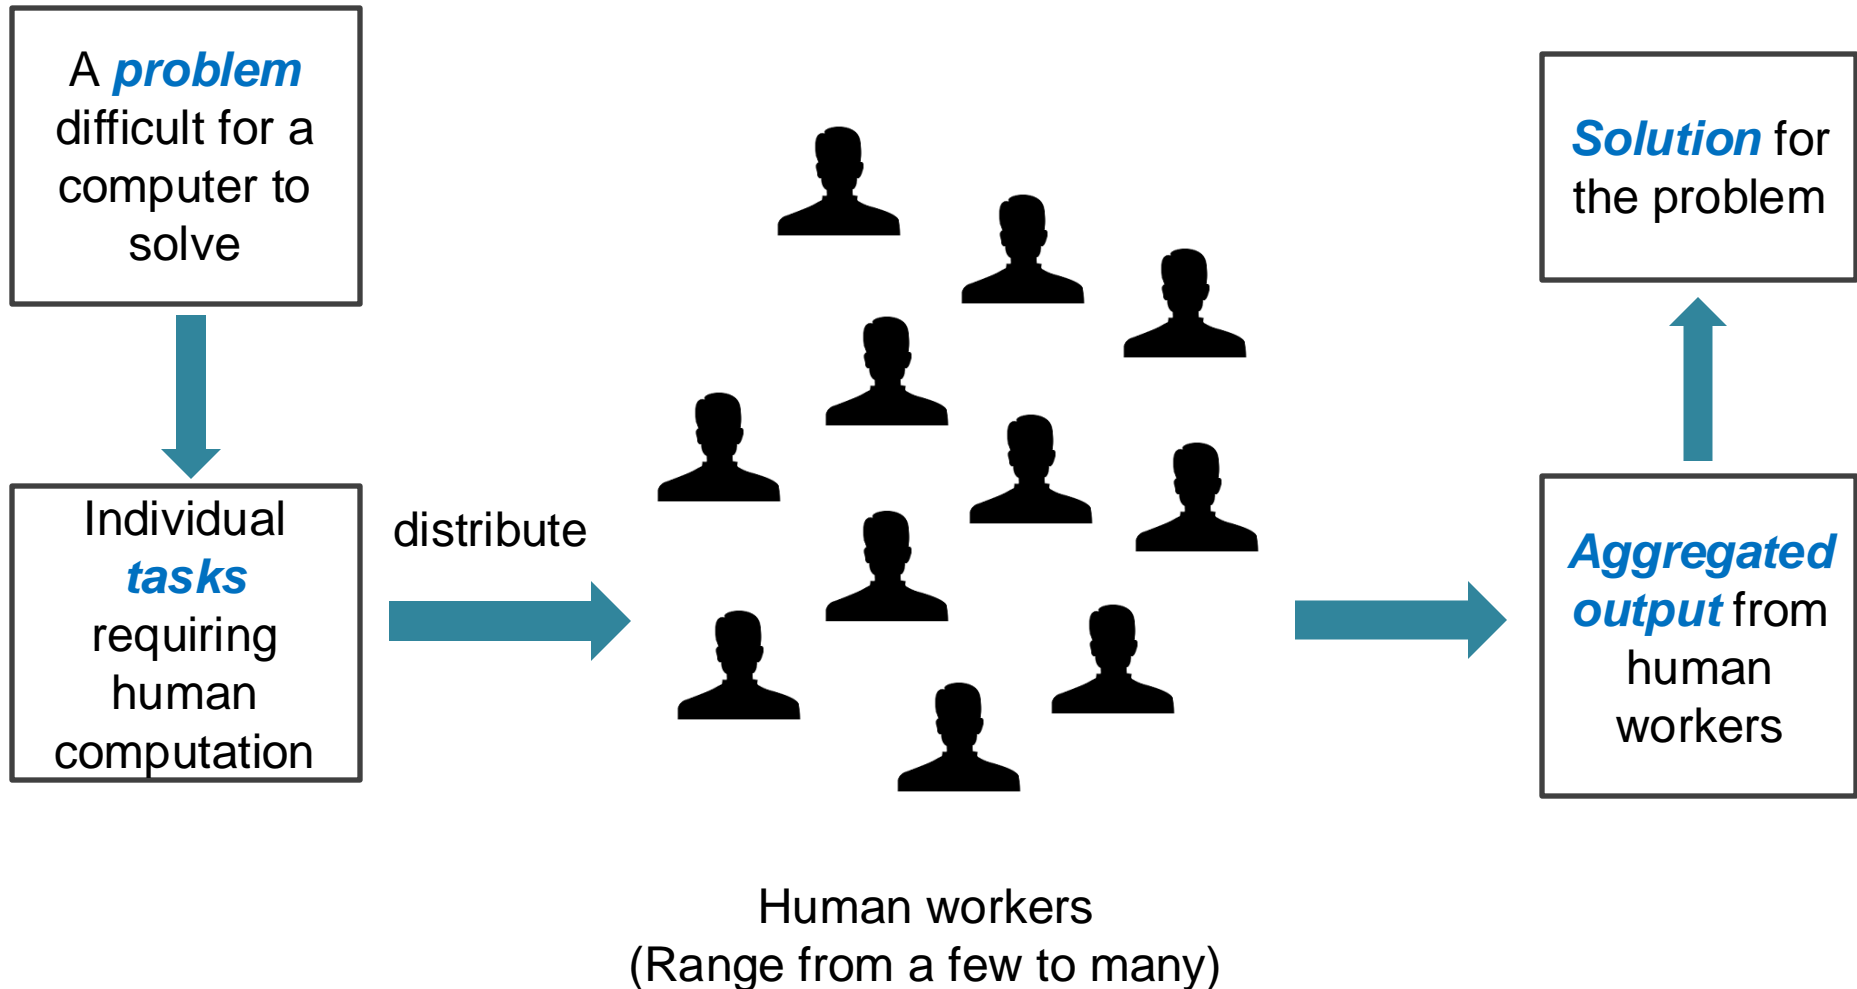 A problem
difficult for a
computer to
solve
Individual
tasks
requiring
human
computation
distribute
Human workers
(Range from a few to many)
Aggregated
output from
human
workers
Solution for
the problem